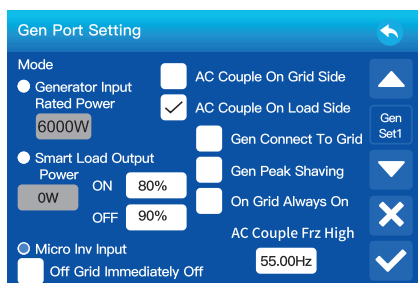 Gen Port Setting
Mode
Generator Input
Rated Power
6000W
Smart Load Output
Power
0W
ON
80%
OFF
90%
Micro Inv Input
Off Grid Immediately Off
AC Couple On Grid Side
AC Couple On Load Side
Gen Connect To Grid
Gen Peak Shaving
On Grid Always On
AC Couple Frz High
55.00Hz
Gen
Set1